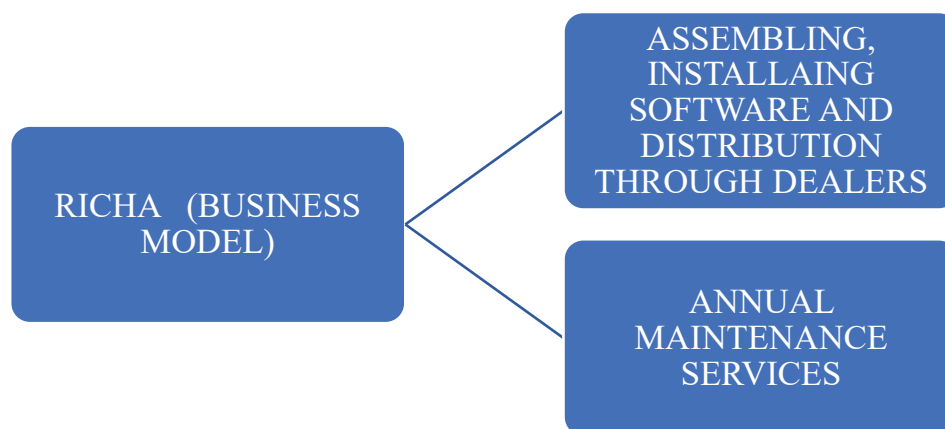 RICHA (BUSINESS
MODEL)
ASSEMBLING,
INSTALLAING
SOFTWARE AND
DISTRIBUTION
THROUGH DEALERS
ANNUAL
MAINTENANCE
SERVICES